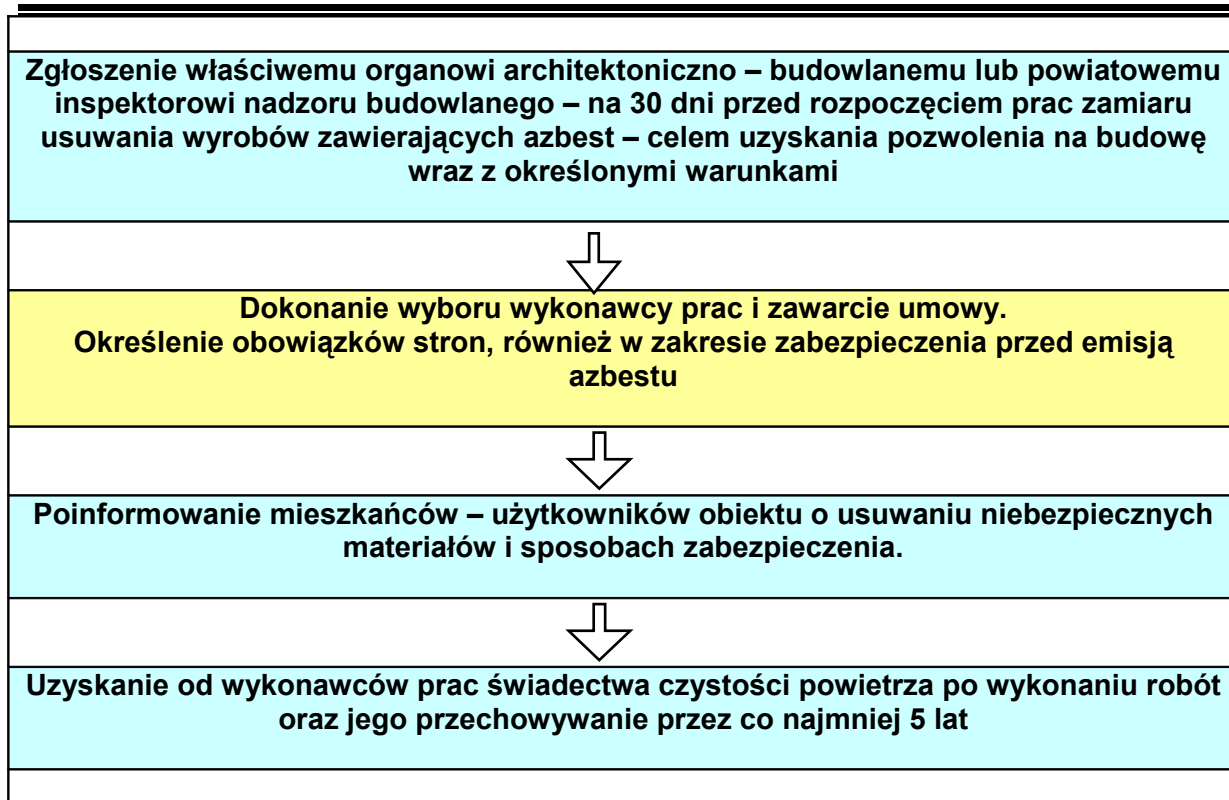 Zgłoszenie właściwemu organowi architektoniczno – budowlanemu lub powiatowemu
inspektorowi nadzoru budowlanego – na 30 dni przed rozpoczęciem prac zamiaru
usuwania wyrobów zawierających azbest – celem uzyskania pozwolenia na budowę
wraz z określonymi warunkami
Dokonanie wyboru wykonawcy prac i zawarcie umowy.
Określenie obowiązków stron, również w zakresie zabezpieczenia przed emisją
azbestu
Poinformowanie mieszkańców – użytkowników obiektu o usuwaniu niebezpiecznych
materiałów i sposobach zabezpieczenia.
Uzyskanie od wykonawców prac świadectwa czystości powietrza po wykonaniu robót
oraz jego przechowywanie przez co najmniej 5 lat